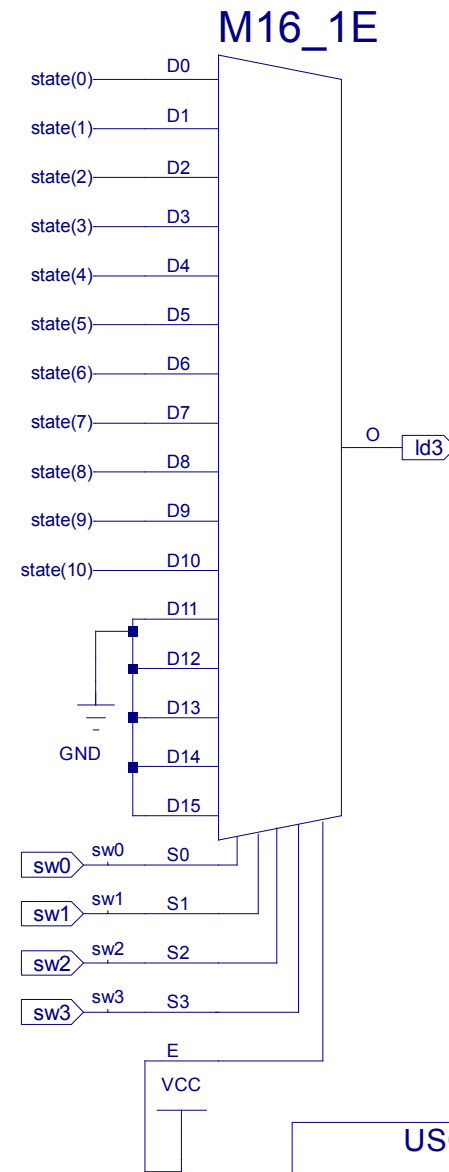 M16_1E
state(0) D0
state(1) D1
state(2) D2
state(3) D3
state(4) D4
state(5) D5
state(6) D6
state(7) D7
O ld3
state(8) D8
state(9) D9
state(10) D10
D11
D12
D13
GND
D14
D15
sw0 sw0 S0
sw1 sw1 S1
sw2 sw2 S2
sw3 sw3 S3
E
VCC